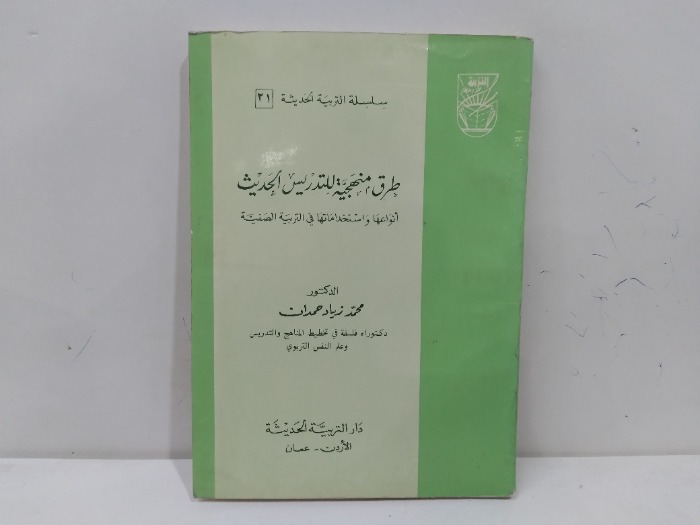 سلسلة التربية الحديثة ٢١
التربية
طرق منهجية للتدريس الحديث
أنواعها واستخداماتها في التربية الصفية
الدكتور
محمد زياد حمدان
دكتوراه فلسفة في تخطيط المناهج والتدريس
وعلم النفس التربوي
دار التربية الحديثة
الأردن - عمان